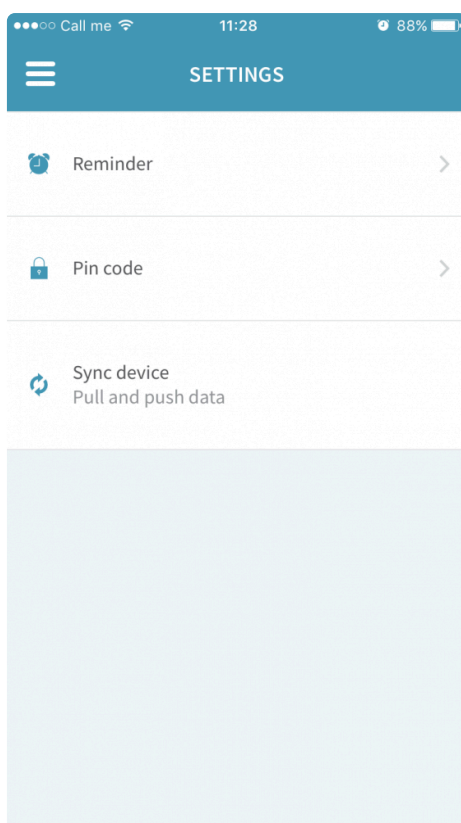 Call me 11:28 88%
SETTINGS
Reminder
Pin code
Sync device
Pull and push data